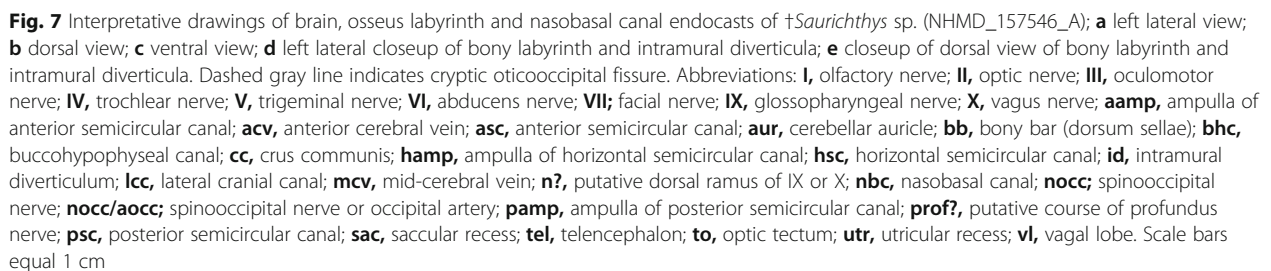 Fig. 7 Interpretative drawings of brain, osseus labyrinth and nasobasal canal endocasts of †Saurichthys sp. (NHMD_157546_A); a left lateral view;
b dorsal view; c ventral view; d left lateral closeup of bony labyrinth and intramural diverticula; e closeup of dorsal view of bony labyrinth and
intramural diverticula. Dashed gray line indicates cryptic oticooccipital fissure. Abbreviations: I, olfactory nerve; II, optic nerve; III, oculomotor
nerve; IV, trochlear nerve; V, trigeminal nerve; VI, abducens nerve; VII; facial nerve; IX, glossopharyngeal nerve; X, vagus nerve; aamp, ampulla of
anterior semicircular canal; acv, anterior cerebral vein; asc, anterior semicircular canal; aur, cerebellar auricle; bb, bony bar (dorsum sellae); bhc,
buccohypophyseal canal; cc, crus communis; hamp, ampulla of horizontal semicircular canal; hsc, horizontal semicircular canal; id, intramural
diverticulum; lcc, lateral cranial canal; mcv, mid-cerebral vein; n?, putative dorsal ramus of IX or X; nbc, nasobasal canal; nocc; spinooccipital
nerve; nocc/aocc; spinooccipital nerve or occipital artery; pamp, ampulla of posterior semicircular canal; prof?, putative course of profundus
nerve; psc, posterior semicircular canal; sac, saccular recess; tel, telencephalon; to, optic tectum; utr, utricular recess; vl, vagal lobe. Scale bars
equal 1 cm